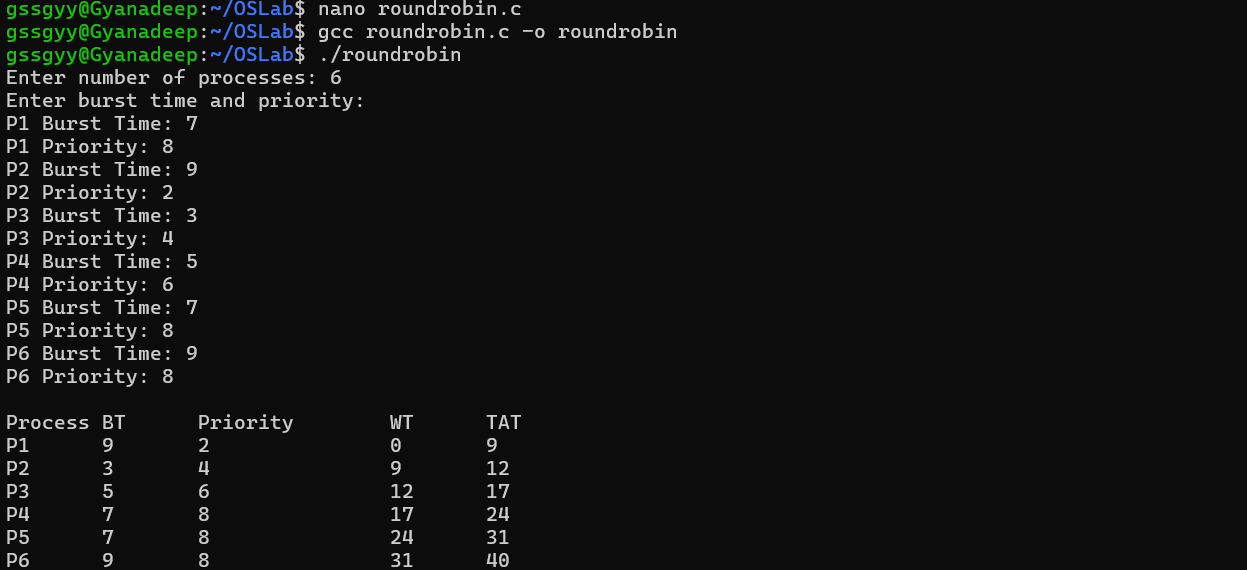 gssgyy@Gyanadeep:~/OSLab$ nano roundrobin.c
gssgyy@Gyanadeep:~/OSLab$ gcc roundrobin.c -o roundrobin
gssgyy@Gyanadeep:~/OSLab$ ./roundrobin
Enter number of processes: 6
Enter burst time and priority:
P1 Burst Time: 7
P1 Priority: 8
P2 Burst Time: 9
P2 Priority: 2
P3 Burst Time: 3
P3 Priority: 4
P4 Burst Time: 5
P4 Priority: 6
P5 Burst Time: 7
P5 Priority: 8
P6 Burst Time: 9
P6 Priority: 8
Process BT      Priority        WT      TAT
P1      9       2               0       9
P2      3       4               9       12
P3      5       6               12      17
P4      7       8               17      24
P5      7       8               24      31
P6      9       8               31      40